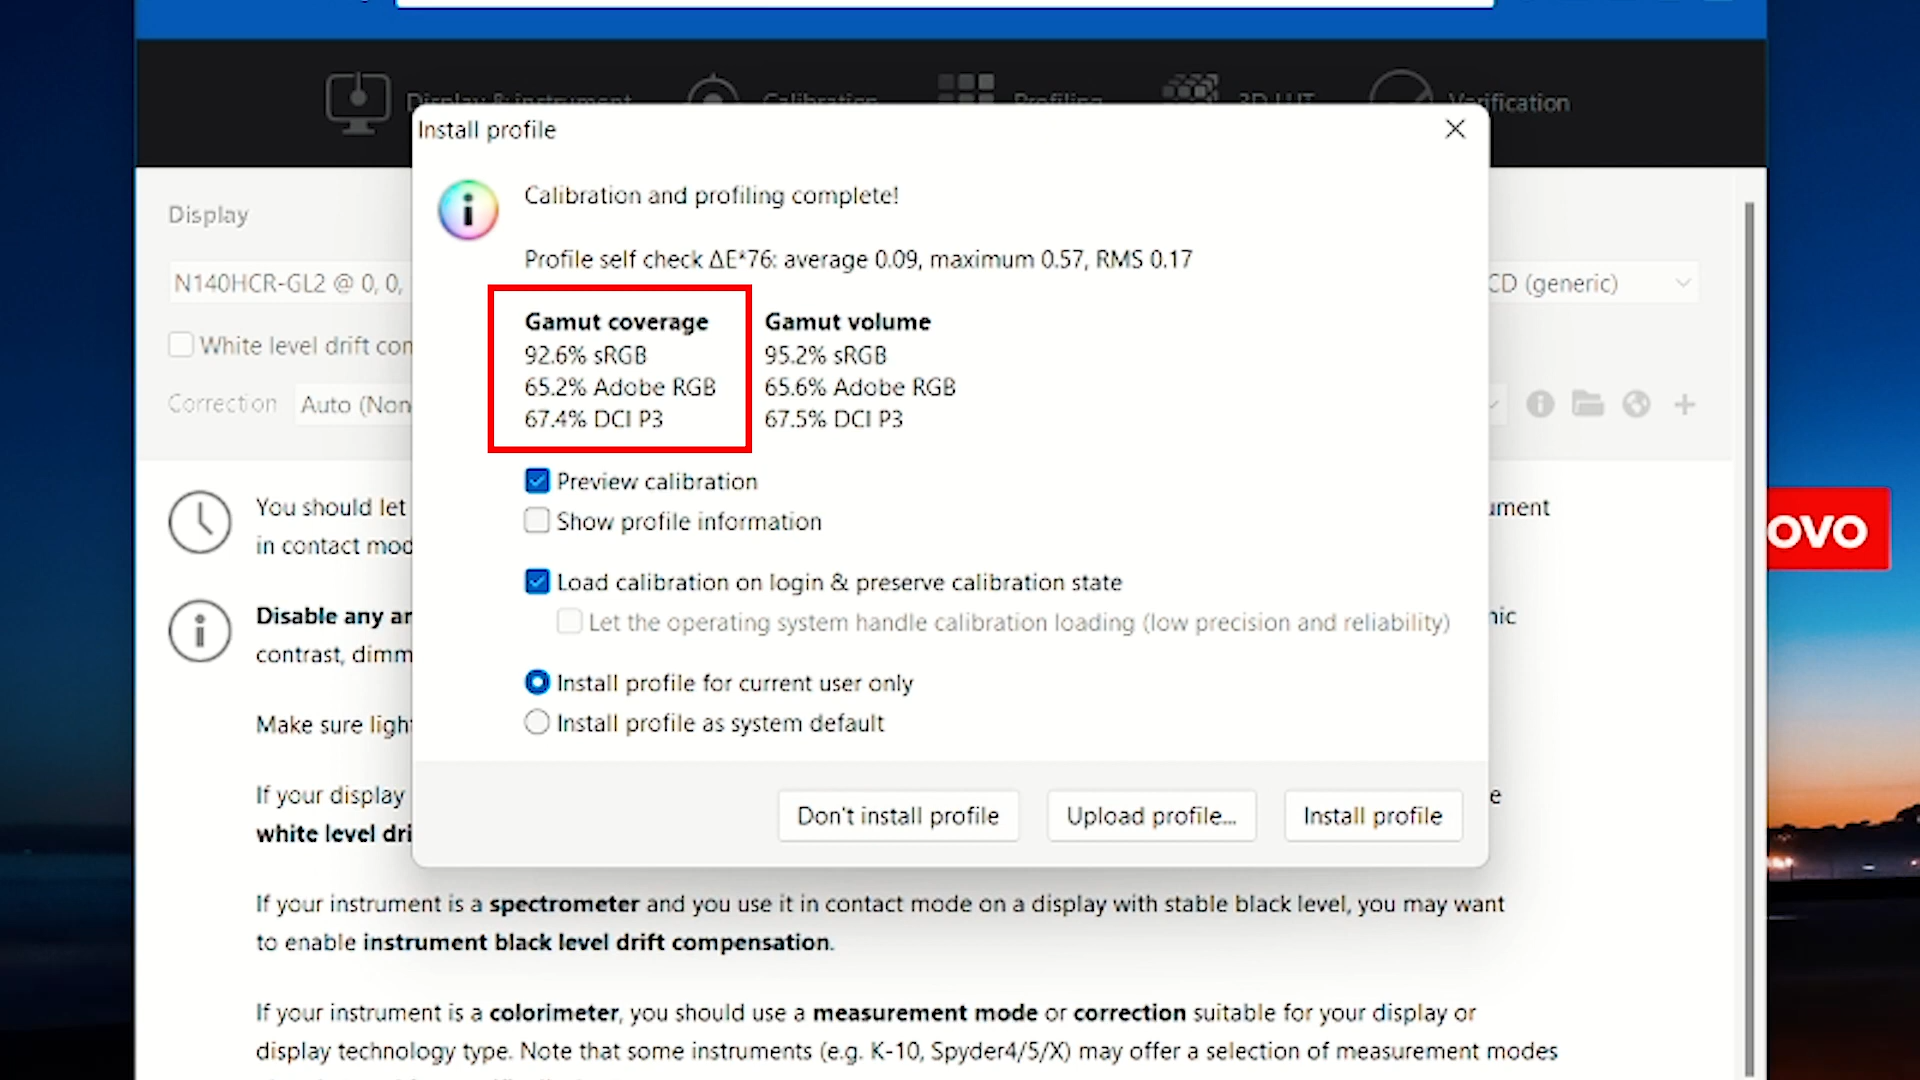 Display & instrument
Calibration
Profiling
3D LUT
Verification
Install profile
Calibration and profiling complete!
Display
Profile self check ΔE*76: average 0.09, maximum 0.57, RMS 0.17
N140HCR-GL2 @ 0, 0,
CD (generic)
Gamut coverage
92.6% sRGB
65.2% Adobe RGB
67.4% DCI P3
Gamut volume
95.2% sRGB
65.6% Adobe RGB
67.5% DCI P3
White level drift con
Correction
Auto (Non
Preview calibration
Show profile information
Load calibration on login & preserve calibration state
Let the operating system handle calibration loading (low precision and reliability)
Install profile for current user only
Install profile as system default
Don't install profile
Upload profile...
Install profile
You should let
ument
in contact mod
ovo
Disable any ar
nic
contrast, dimm
Make sure light
If your display
e
white level dri
If your instrument is a spectrometer and you use it in contact mode on a display with stable black level, you may want
to enable instrument black level drift compensation.
If your instrument is a colorimeter, you should use a measurement mode or correction suitable for your display or
display technology type. Note that some instruments (e.g. K-10, Spyder4/5/X) may offer a selection of measurement modes